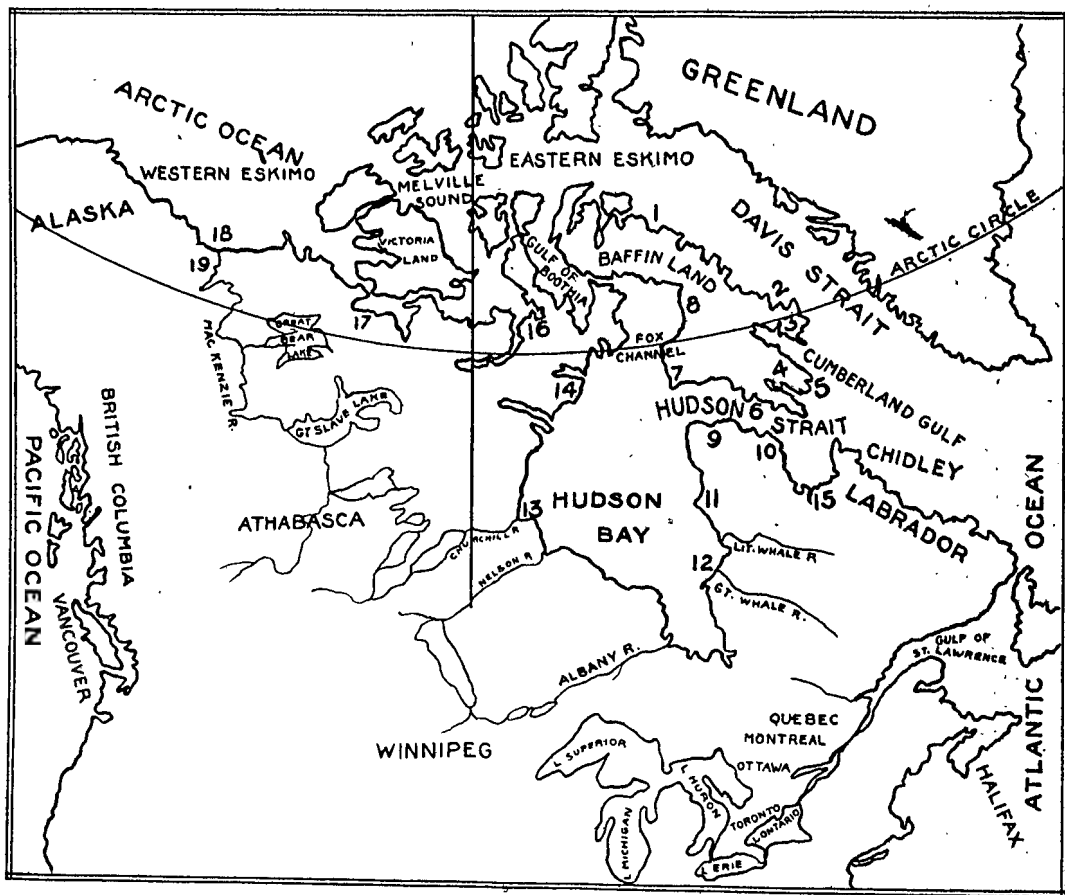 GREENLAND
ARCTIC OCEAN
WESTERN ESKIMO
EASTERN ESKIMO
MELVILLE
SOUND
ALASKA
DAVIS STRAIT
ARCTIC CIRCLE
1
18
VICTORIA
LAND
GULF OF
BOOTHIA
BAFFIN LAND
19
2
8
3
17
16
GREAT
BEAR
LAKE
MACKENZIE R.
FOX
CHANNEL
14
7
4
5
CUMBERLAND GULF
GT SLAVE LAKE
HUDSON 6 STRAIT
9
10
CHIDLEY
BRITISH COLUMBIA
PACIFIC OCEAN
VANCOUVER
ATHABASCA
13
HUDSON
BAY
11
15
LABRADOR
ATLANTIC OCEAN
CHURCHILL R
NELSON R
LIT. WHALE R
12
GT. WHALE R.
GULF OF
ST. LAWRENCE
ALBANY R.
WINNIPEG
L SUPERIOR
QUEBEC
MONTREAL
OTTAWA
L HURON
L MICHIGAN
TORONTO
L ONTARIO
L ERIE
HALIFAX